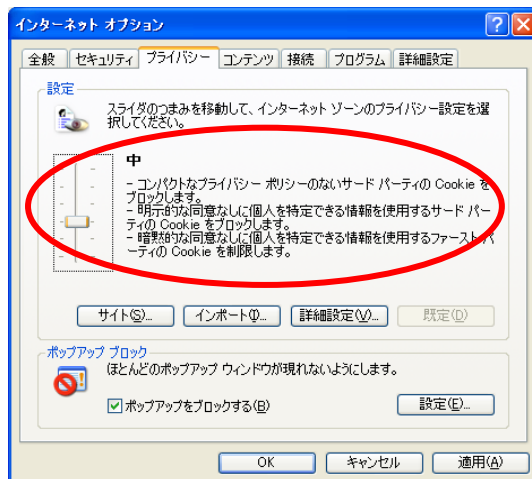 インターネット オプション
全般 セキュリティ プライバシー コンテンツ 接続 プログラム 詳細設定
設定
スライダのつまみを移動して、インターネット ゾーンのプライバシー設定を選
択してください。
中
- コンパクトなプライバシー ポリシーのないサード パーティの Cookie を
ブロックします。
- 明示的な同意なしに個人を特定できる情報を使用するサード パー
ティの Cookie をブロックします。
- 暗黙的な同意なしに個人を特定できる情報を使用するファースト パ
ーティの Cookie を制限します。
サイト(S)... インポート(I)... 詳細設定(V)... 既定(D)
ポップアップ ブロック
ほとんどのポップアップ ウィンドウが現れないようにします。
ポップアップをブロックする(B) 設定(E)...
OK キャンセル 適用(A)